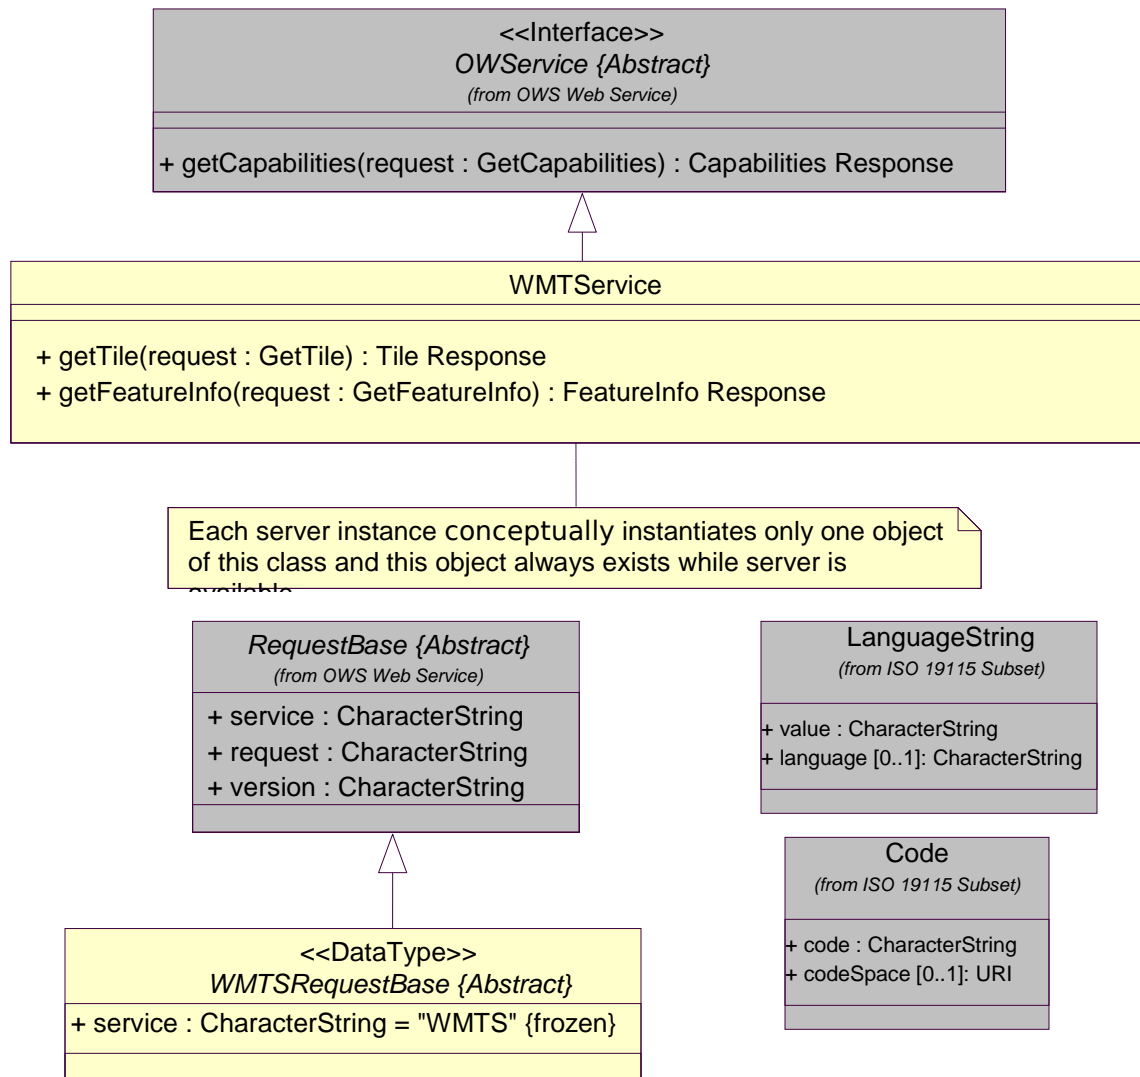 <<Interface>>
OWService {Abstract}
(from OWS Web Service)
+ getCapabilities(request : GetCapabilities) : Capabilities Response
WMTService
+ getTile(request : GetTile) : Tile Response
+ getFeatureInfo(request : GetFeatureInfo) : FeatureInfo Response
Each server instance conceptually instantiates only one object
of this class and this object always exists while server is
available
RequestBase {Abstract}
(from OWS Web Service)
+ service : CharacterString
+ request : CharacterString
+ version : CharacterString
LanguageString
(from ISO 19115 Subset)
+ value : CharacterString
+ language [0..1]: CharacterString
Code
(from ISO 19115 Subset)
+ code : CharacterString
+ codeSpace [0..1]: URI
<<DataType>>
WMTSRequestBase {Abstract}
+ service : CharacterString = "WMTS" {frozen}